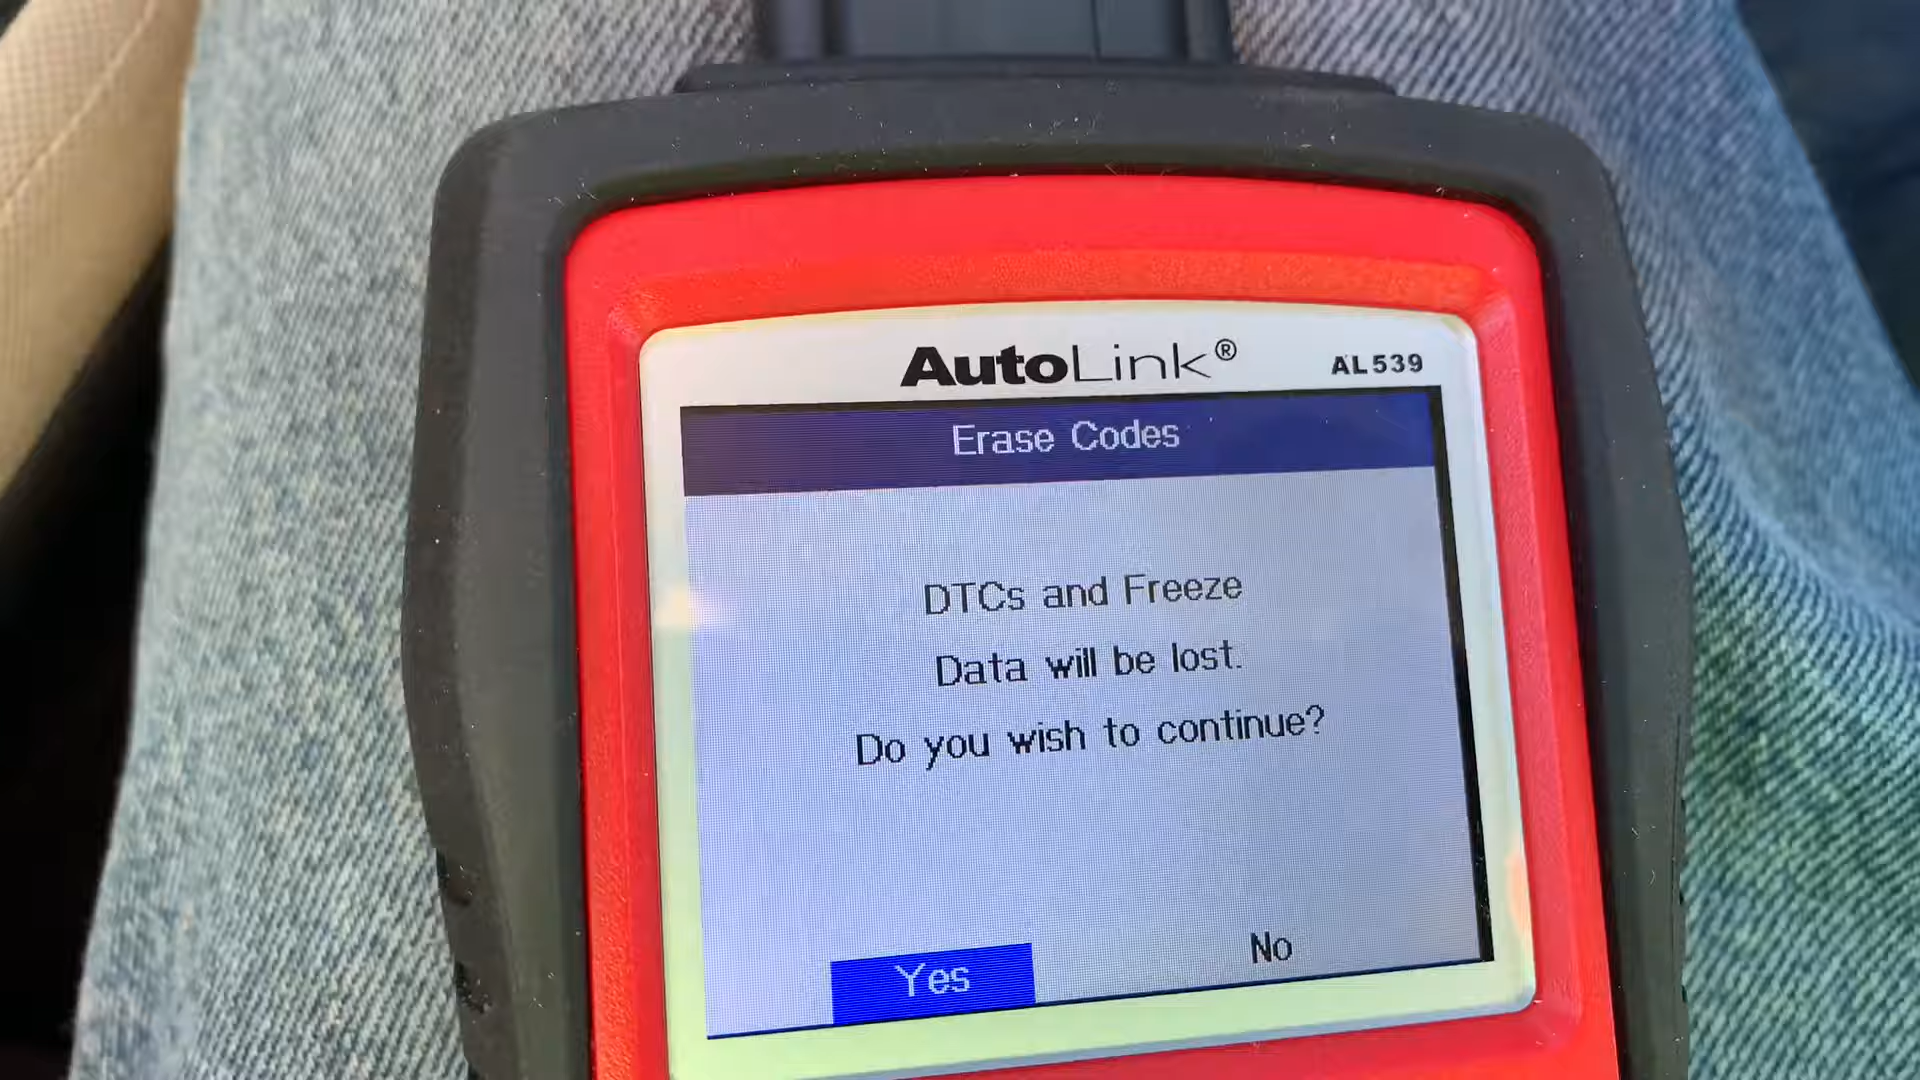 AutoLink®
AL539
Erase Codes
DTCs and Freeze
Data will be lost.
Do you wish to continue?
Yes
No